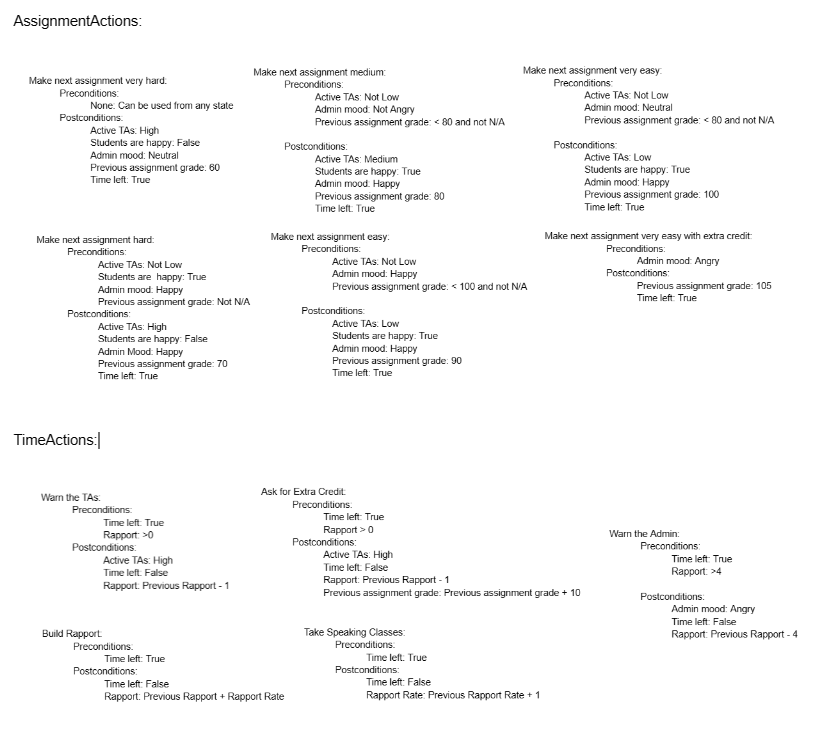 AssignmentActions:
Make next assignment very hard:
Preconditions:
None: Can be used from any state
Postconditions:
Active TAs: High
Students are happy: False
Admin mood: Neutral
Previous assignment grade: 60
Time left: True
Make next assignment medium:
Preconditions:
Active TAs: Not Low
Admin mood: Not Angry
Previous assignment grade: < 80 and not N/A
Postconditions:
Active TAs: Medium
Students are happy: True
Admin mood: Happy
Previous assignment grade: 80
Time left: True
Make next assignment very easy:
Preconditions:
Active TAs: Not Low
Admin mood: Neutral
Previous assignment grade: < 80 and not N/A
Postconditions:
Active TAs: Low
Students are happy: True
Admin mood: Happy
Previous assignment grade: 100
Time left: True
Make next assignment hard:
Preconditions:
Active TAs: Not Low
Students are happy: True
Admin mood: Happy
Previous assignment grade: Not N/A
Postconditions:
Active TAs: High
Students are happy: False
Admin Mood: Happy
Previous assignment grade: 70
Time left: True
Make next assignment easy:
Preconditions:
Active TAs: Not Low
Admin mood: Happy
Previous assignment grade: < 100 and not N/A
Postconditions:
Active TAs: Low
Students are happy: True
Admin mood: Happy
Previous assignment grade: 90
Time left: True
Make next assignment very easy with extra credit:
Preconditions:
Admin mood: Angry
Postconditions:
Previous assignment grade: 105
Time left: True
TimeActions:
Warn the TAs:
Preconditions:
Time left: True
Rapport: >0
Postconditions:
Active TAs: High
Time left: False
Rapport: Previous Rapport - 1
Ask for Extra Credit:
Preconditions:
Time left: True
Rapport > 0
Postconditions:
Active TAs: High
Time left: False
Rapport: Previous Rapport - 1
Previous assignment grade: Previous assignment grade + 10
Warn the Admin:
Preconditions:
Time left: True
Rapport: >4
Postconditions:
Admin mood: Angry
Time left: False
Rapport: Previous Rapport - 4
Build Rapport:
Preconditions:
Time left: True
Postconditions:
Time left: False
Rapport: Previous Rapport + Rapport Rate
Take Speaking Classes:
Preconditions:
Time left: True
Postconditions:
Time left: False
Rapport Rate: Previous Rapport Rate + 1